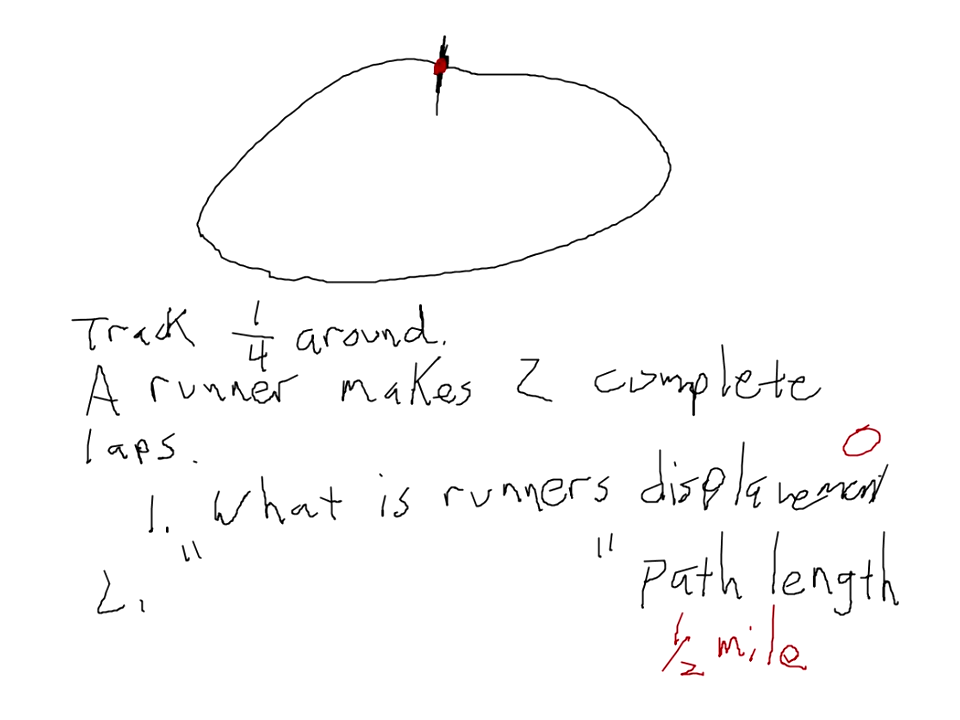 Track 1/4 around.
A runner makes 2 complete
laps.
0
1. What is runners displacement
2. " " path length
1/2 mile